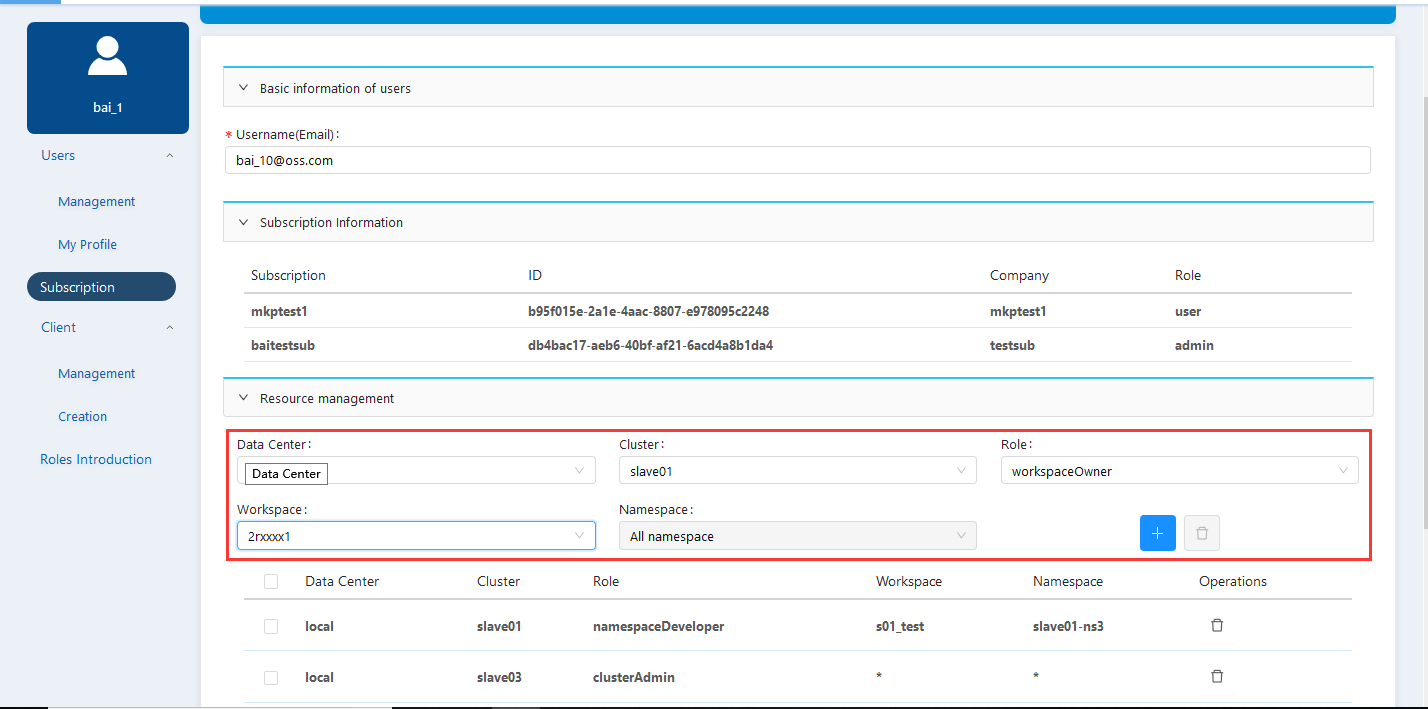 bai_1
Users
Management
My Profile
Subscription
Client
Management
Creation
Roles Introduction
Basic information of users
* Username(Email):
bai_10@oss.com
Subscription Information
Subscription ID Company Role
mkptest1 b95f015e-2a1e-4aac-8807-e978095c2248 mkptest1 user
baitestsub db4bac17-aeb6-40bf-af21-6acd4a8b1da4 testsub admin
Resource management
Data Center: Cluster: Role:
Data Center slave01 workspaceOwner
Workspace: Namespace:
2rxxxx1 All namespace
Data Center Cluster Role Workspace Namespace Operations
local slave01 namespaceDeveloper s01_test slave01-ns3
local slave03 clusterAdmin * *